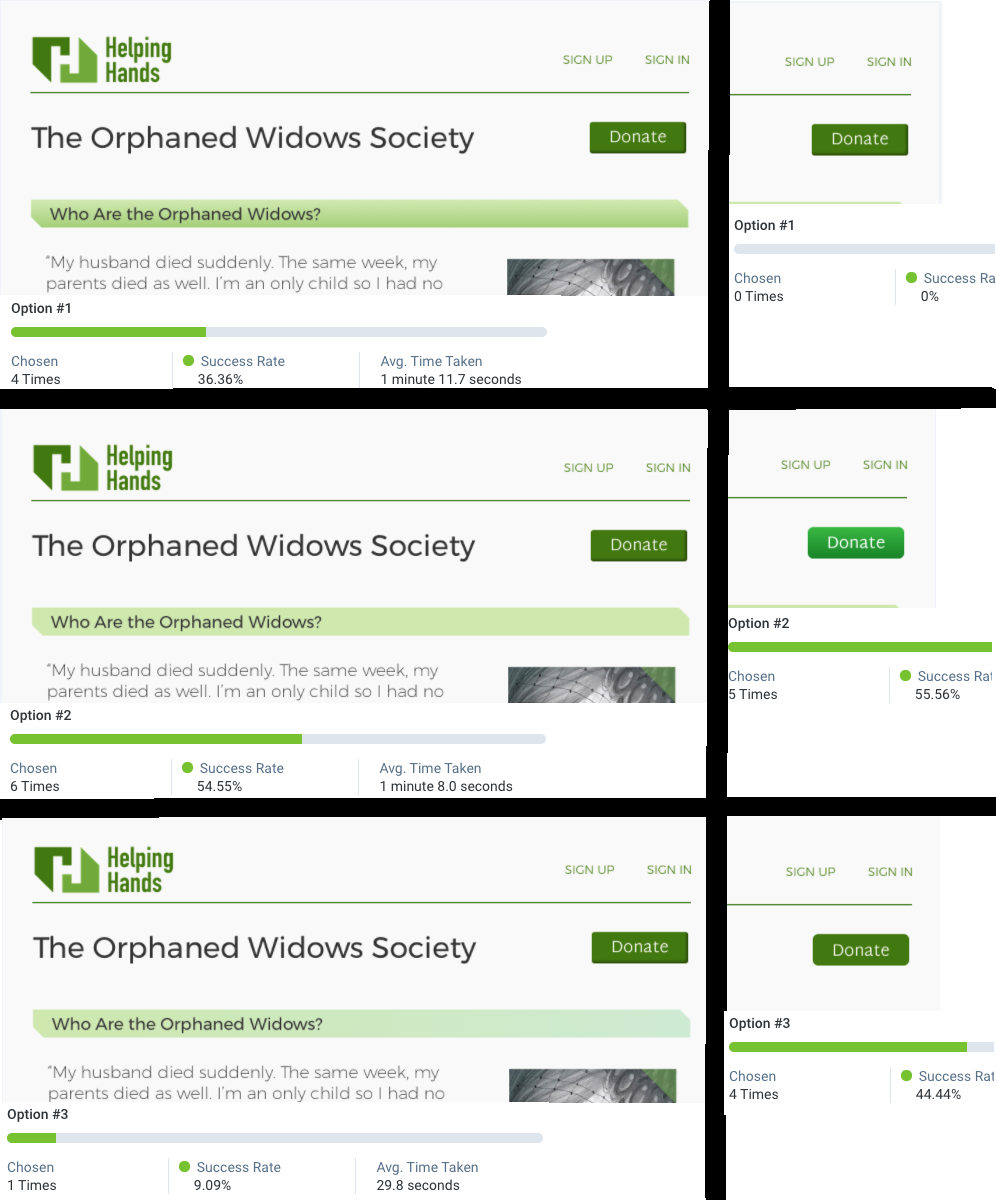 Helping
Hands
SIGN UP SIGN IN
The Orphaned Widows Society
Donate
Who Are the Orphaned Widows?
“My husband died suddenly. The same week, my
parents died as well. I’m an only child so I had no
Option #1
Chosen
4 Times
Success Rate
36.36%
Avg. Time Taken
1 minute 11.7 seconds
SIGN UP SIGN IN
Donate
Option #1
Chosen
0 Times
Success Ra
0%
Helping
Hands
SIGN UP SIGN IN
The Orphaned Widows Society
Donate
Who Are the Orphaned Widows?
“My husband died suddenly. The same week, my
parents died as well. I’m an only child so I had no
Option #2
Chosen
6 Times
Success Rate
54.55%
Avg. Time Taken
1 minute 8.0 seconds
SIGN UP SIGN IN
Donate
Option #2
Chosen
5 Times
Success Rat
55.56%
Helping
Hands
SIGN UP SIGN IN
The Orphaned Widows Society
Donate
Who Are the Orphaned Widows?
“My husband died suddenly. The same week, my
parents died as well. I’m an only child so I had no
Option #3
Chosen
1 Times
Success Rate
9.09%
Avg. Time Taken
29.8 seconds
SIGN UP SIGN IN
Donate
Option #3
Chosen
4 Times
Success Rat
44.44%